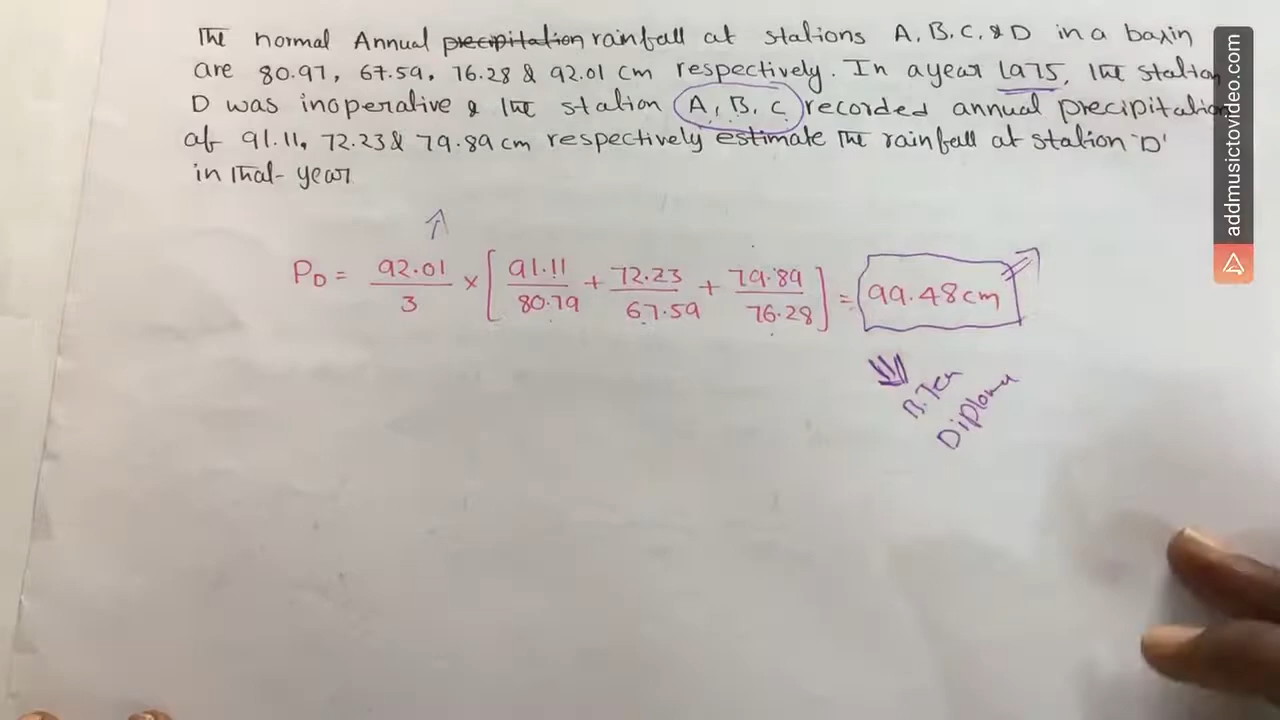 The normal Annual precipitation rainfall at stations A, B, C, & D in a basin
are 80.97, 67.59, 76.28 & 92.01 cm respectively. In a year 1975, the station
D was inoperative & the station A, B, C recorded annual precipitation
of 91.11, 72.23 & 79.89 cm respectively estimate the rainfall at station 'D'
in that year
P_D = 92.01/3 × [91.11/80.79 + 72.23/67.59 + 79.89/76.28] = 99.48 cm
B.Tech
Diploma
addmusictovideo.com